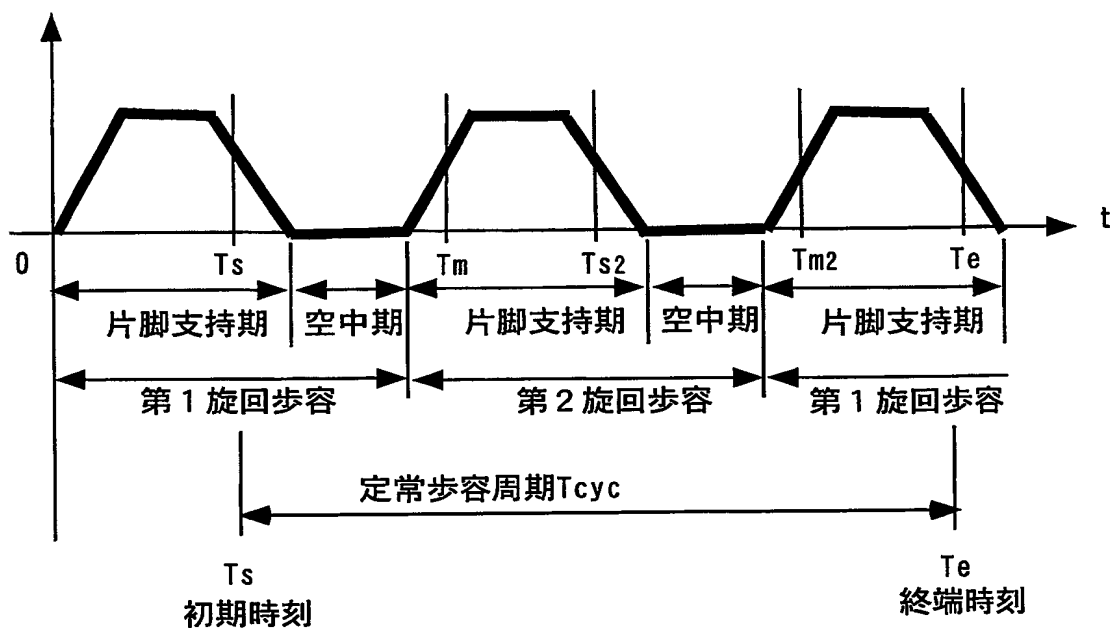 t
0
Ts
Tm
Ts2
Tm2
Te
片脚支持期
空中期
片脚支持期
空中期
片脚支持期
第1旋回歩容
第2旋回歩容
第1旋回歩容
定常歩容周期Tcyc
Ts
初期時刻
Te
終端時刻